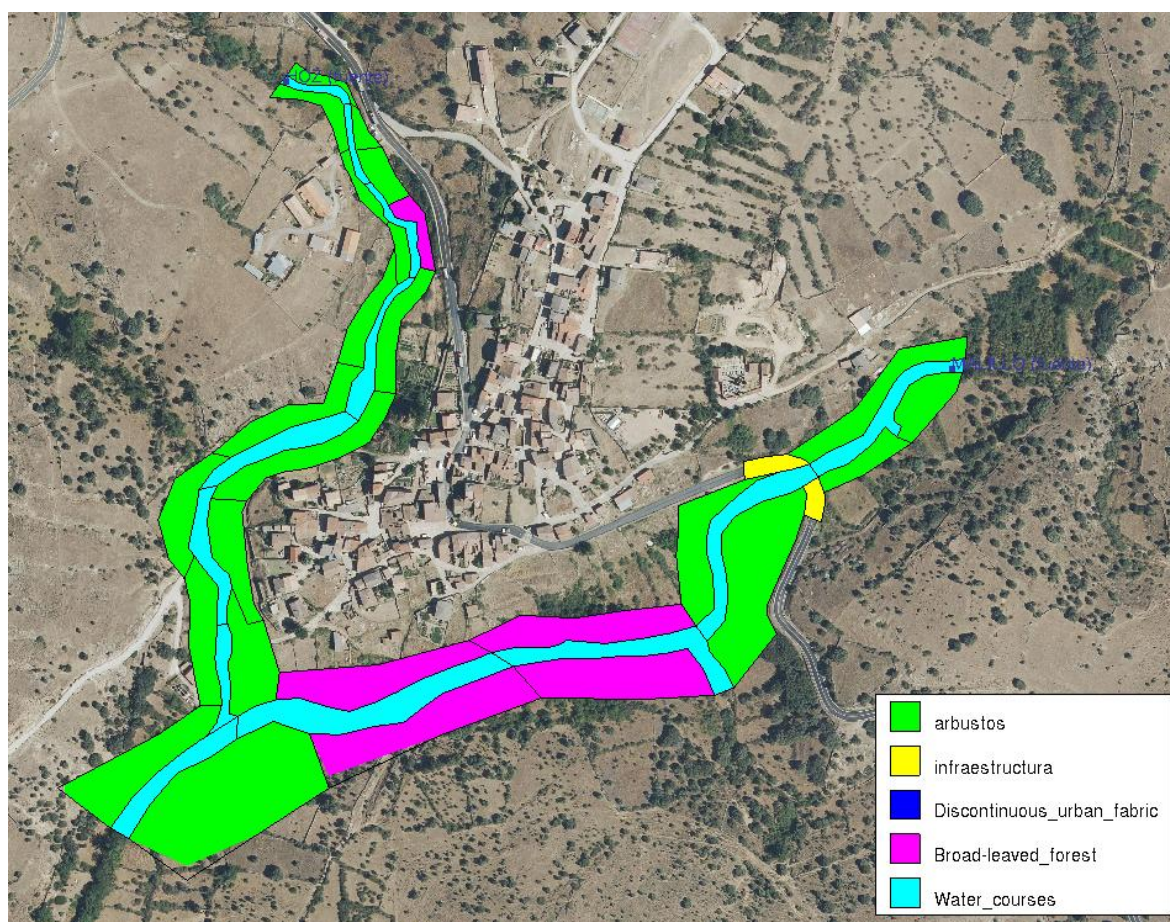 arbustos
infraestructura
Discontinuous_urban_fabric
Broad-leaved_forest
Water_courses